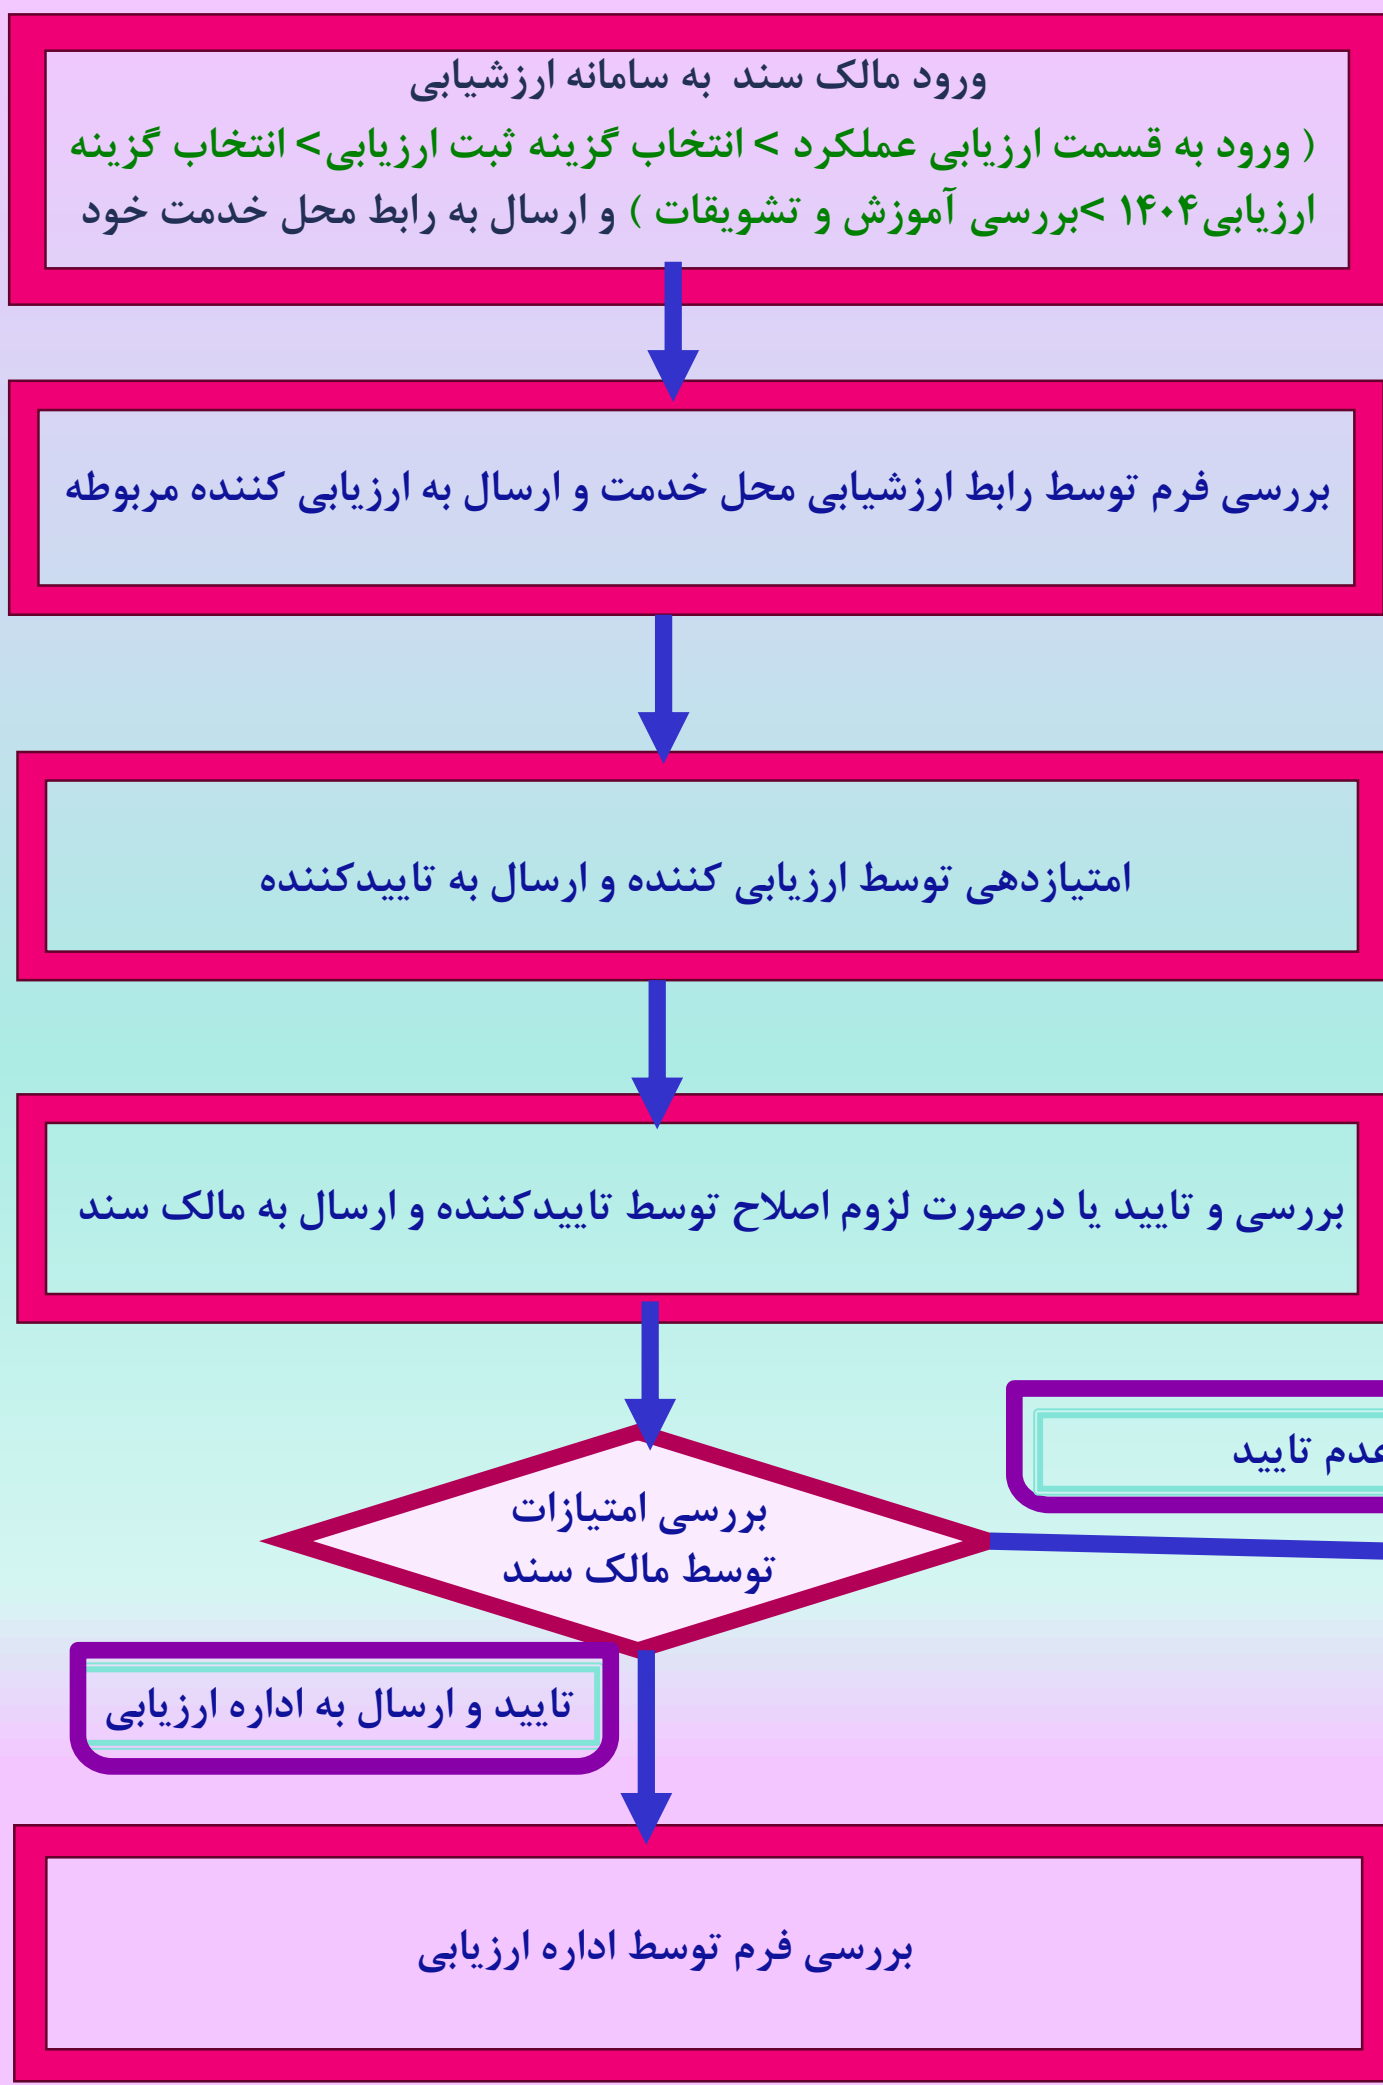 ورود مالک سند به سامانه ارزشیابی
( ورود به قسمت ارزیابی عملکرد > انتخاب گزینه ثبت ارزیابی> انتخاب گزینه
ارزیابی۱۴۰۴ >بررسی آموزش و تشویقات ) و ارسال به رابط محل خدمت خود
بررسی فرم توسط رابط ارزشیابی محل خدمت و ارسال به ارزیابی کننده مربوطه
امتیازدهی توسط ارزیابی کننده و ارسال به تاییدکننده
بررسی و تایید یا درصورت لزوم اصلاح توسط تاییدکننده و ارسال به مالک سند
عدم تایید
بررسی امتیازات
توسط مالک سند
تایید و ارسال به اداره ارزیابی
بررسی فرم توسط اداره ارزیابی